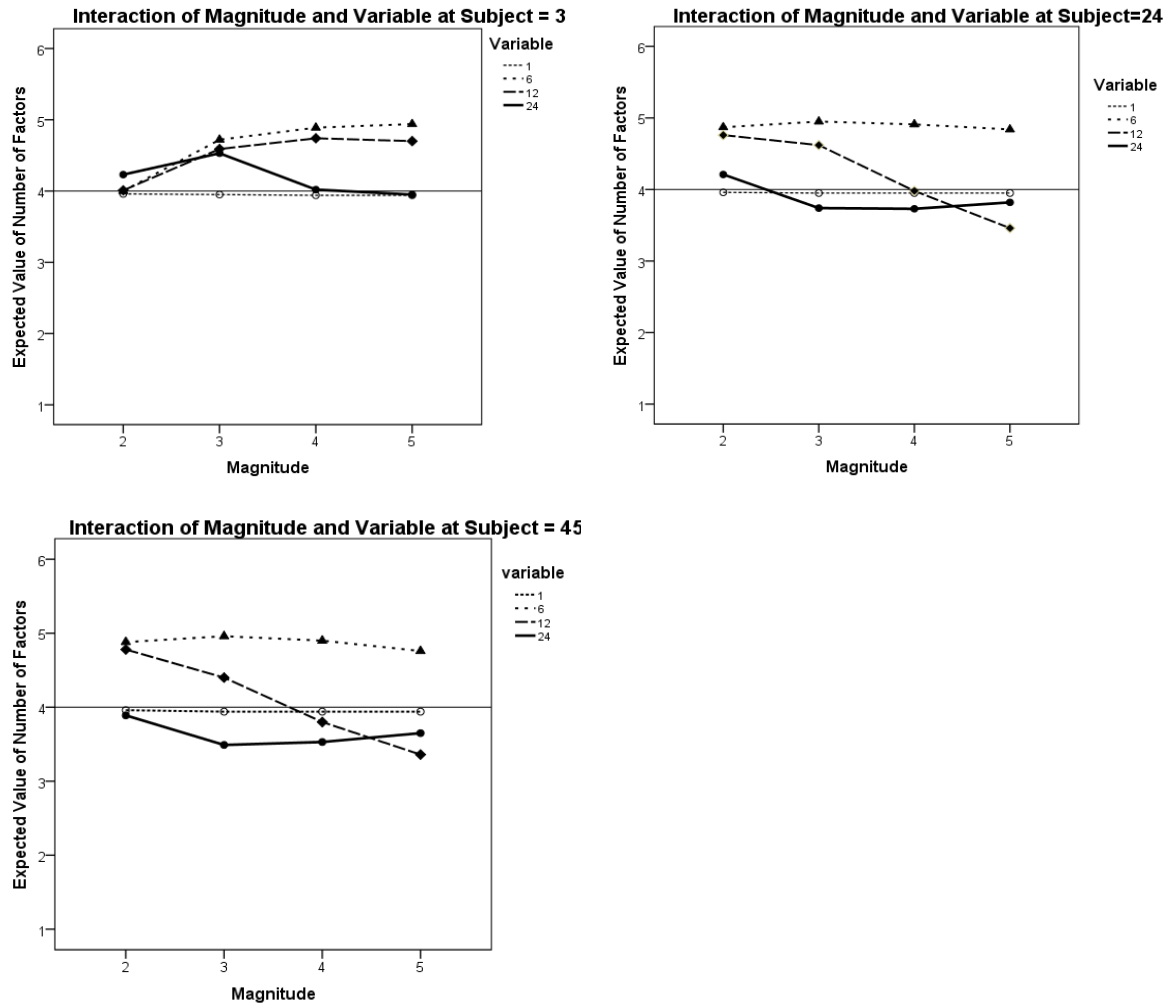 Interaction of Magnitude and Variable at Subject = 3
Expected Value of Number of Factors
6
5
4
3
2
1
2 3 4 5
Magnitude
Variable
1
6
12
24
Interaction of Magnitude and Variable at Subject=24
Expected Value of Number of Factors
6
5
4
3
2
1
2 3 4 5
Magnitude
Variable
1
6
12
24
Interaction of Magnitude and Variable at Subject = 45
Expected Value of Number of Factors
6
5
4
3
2
1
2 3 4 5
Magnitude
variable
1
6
12
24